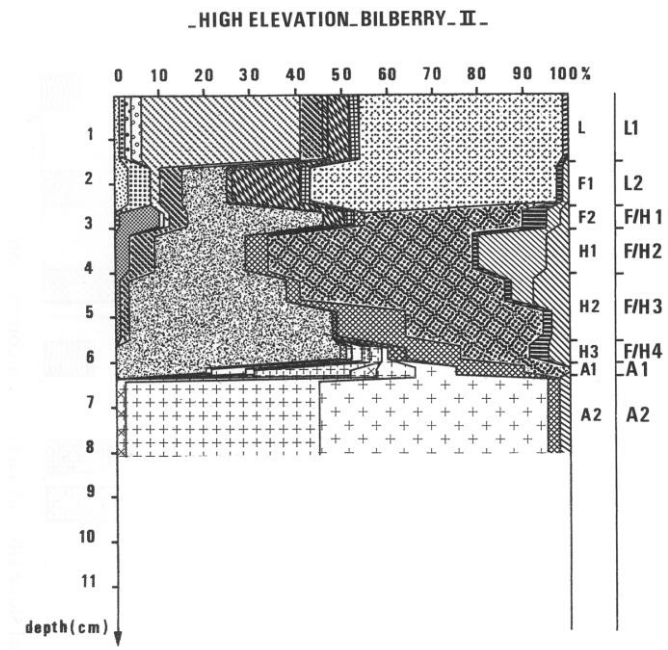 _HIGH ELEVATION_BILBERRY_II_
0 10 20 30 40 50 60 70 80 90 100 %
1 L L1
2 F1 L2
3 F2 F/H1
H1 F/H2
4
5 H2 F/H3
H3 F/H4
6 A1 A1
7 A2 A2
8
9
10
11
depth(cm)